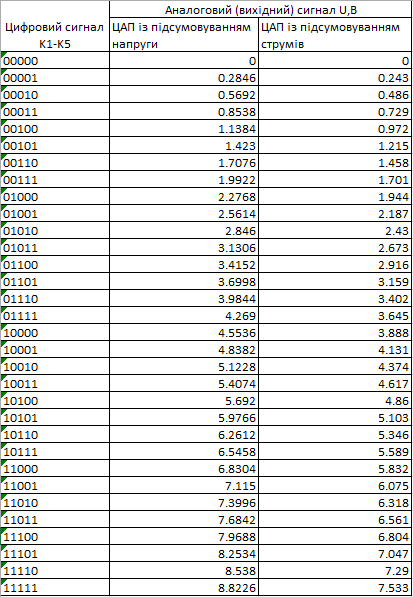 Аналоговий (вихідний) сигнал U,В
Цифровий сигнал К1-К5 ЦАП із підсумовуванням напруги ЦАП із підсумовуванням струмів
00000 0 0
00001 0.2846 0.243
00010 0.5692 0.486
00011 0.8538 0.729
00100 1.1384 0.972
00101 1.423 1.215
00110 1.7076 1.458
00111 1.9922 1.701
01000 2.2768 1.944
01001 2.5614 2.187
01010 2.846 2.43
01011 3.1306 2.673
01100 3.4152 2.916
01101 3.6998 3.159
01110 3.9844 3.402
01111 4.269 3.645
10000 4.5536 3.888
10001 4.8382 4.131
10010 5.1228 4.374
10011 5.4074 4.617
10100 5.692 4.86
10101 5.9766 5.103
10110 6.2612 5.346
10111 6.5458 5.589
11000 6.8304 5.832
11001 7.115 6.075
11010 7.3996 6.318
11011 7.6842 6.561
11100 7.9688 6.804
11101 8.2534 7.047
11110 8.538 7.29
11111 8.8226 7.533